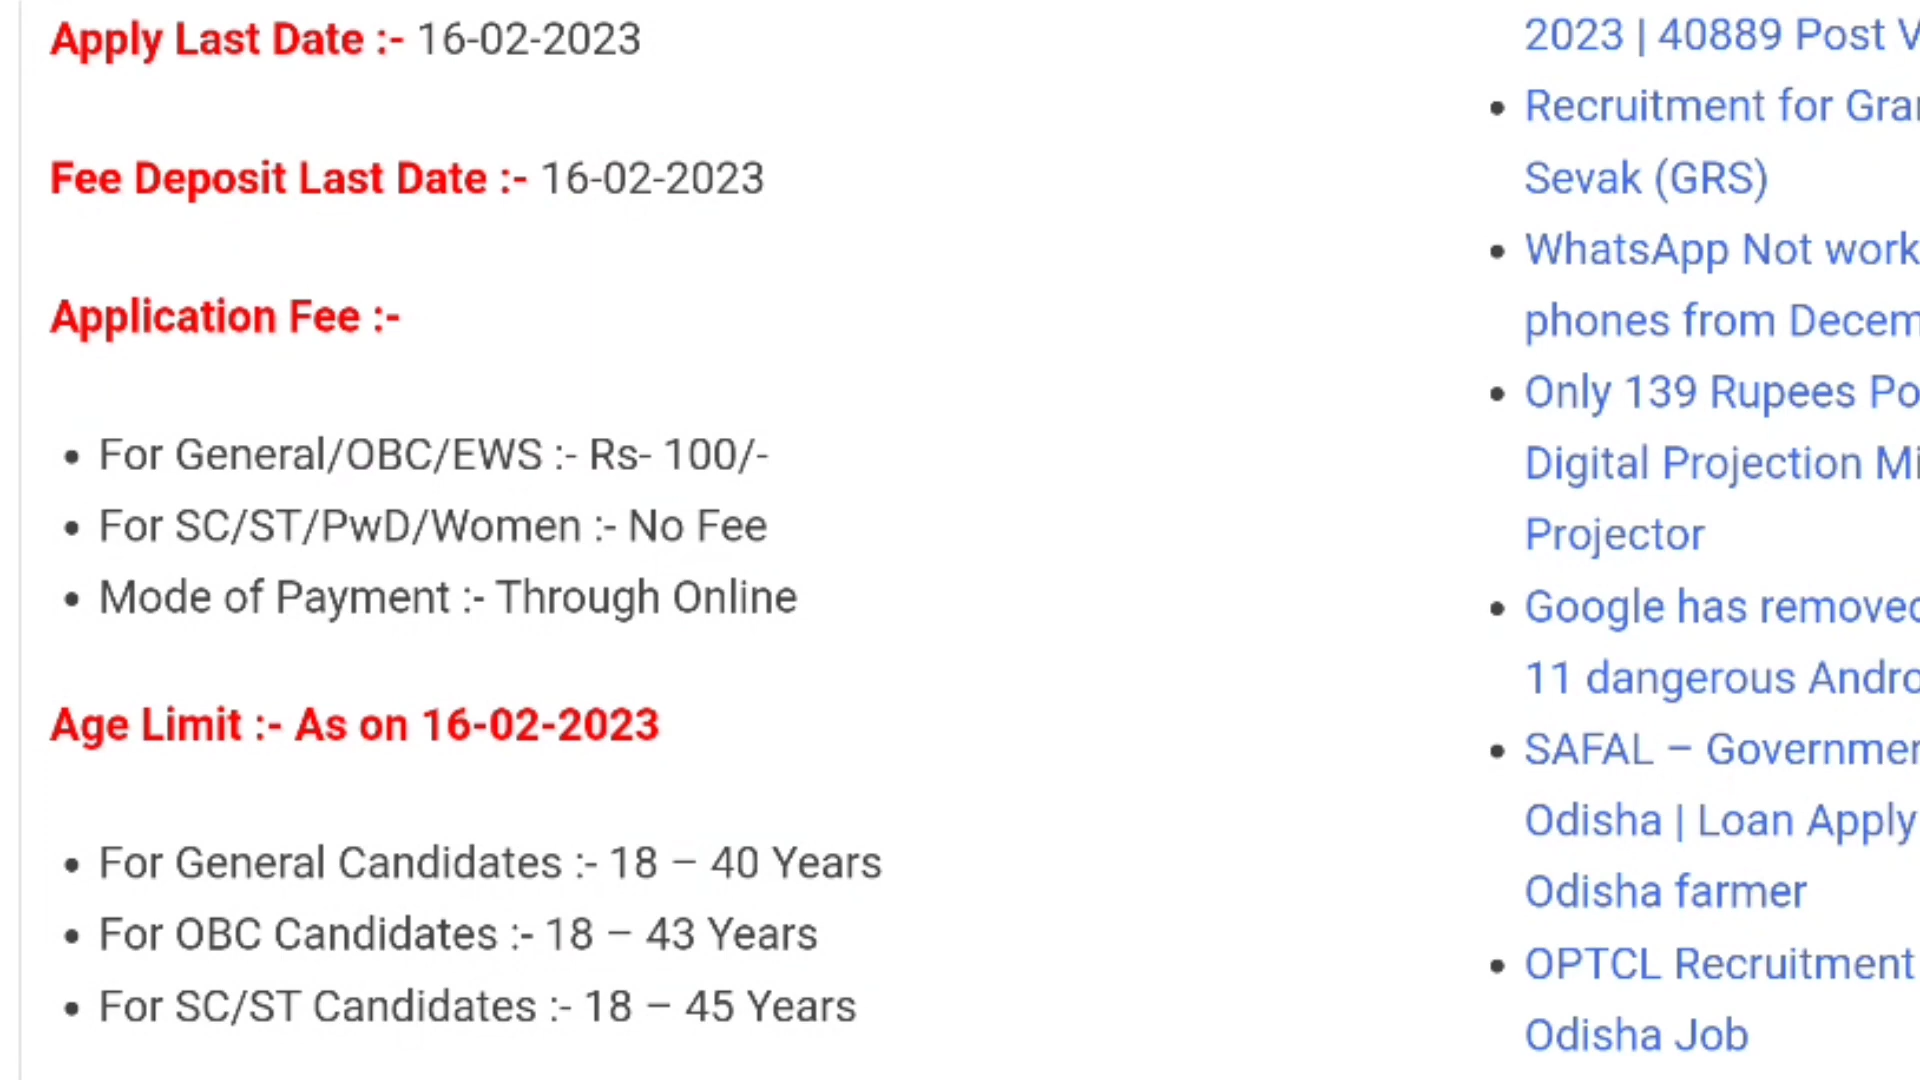 Apply Last Date :- 16-02-2023
Fee Deposit Last Date :- 16-02-2023
Application Fee :-
• For General/OBC/EWS :- Rs- 100/-
• For SC/ST/PwD/Women :- No Fee
• Mode of Payment :- Through Online
Age Limit :- As on 16-02-2023
• For General Candidates :- 18 – 40 Years
• For OBC Candidates :- 18 – 43 Years
• For SC/ST Candidates :- 18 – 45 Years
2023 | 40889 Post
• Recruitment for
Sevak (GRS)
• WhatsApp Not
phones from
• Only 139 Rupees
Digital Projection
Projector
• Google has
11 dangerous
• SAFAL –
Odisha | Loan Apply
Odisha farmer
• OPTCL Recruitment
Odisha Job